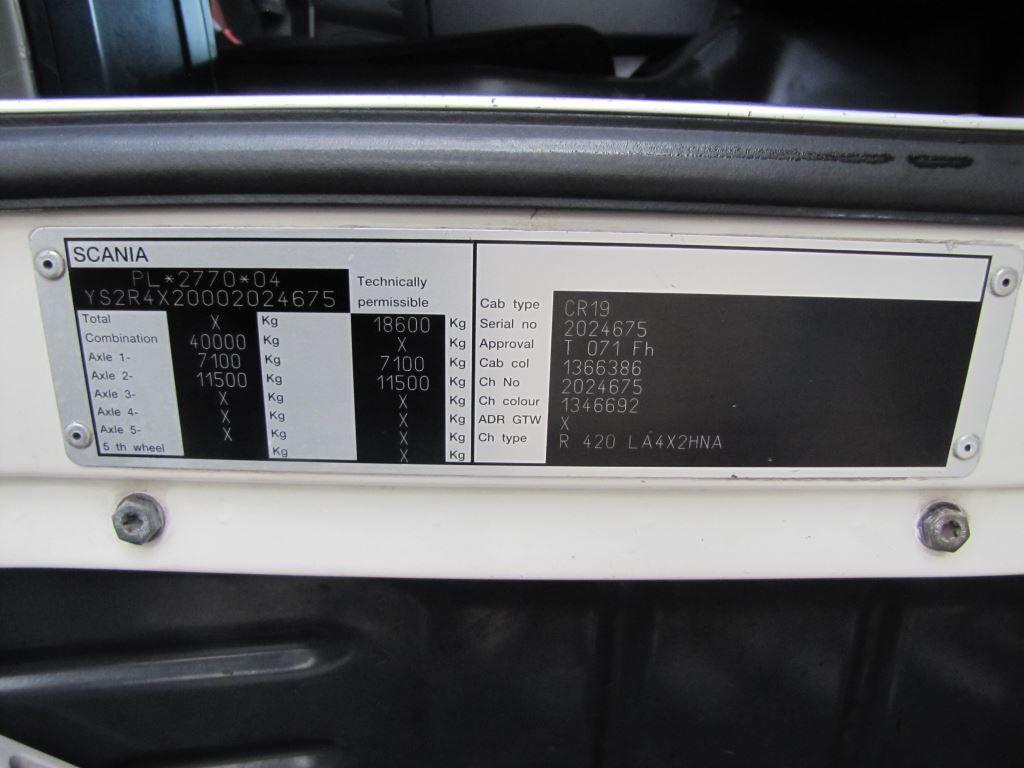 SCANIA
PL*2770*04
YS2R4X20002024675
Technically
permissible
Total X Kg 18600 Kg
Combination 40000 Kg X Kg
Axle 1- 7100 Kg 7100 Kg
Axle 2- 11500 Kg 11500 Kg
Axle 3- X Kg X Kg
Axle 4- X Kg X Kg
Axle 5- X Kg X Kg
5 th wheel Kg X Kg
Cab type CR19
Serial no 2024675
Approval T 071 Fh
Cab col 1366386
Ch No 2024675
Ch colour 1346692
ADR GTW X
Ch type R 420 LA4X2HNA